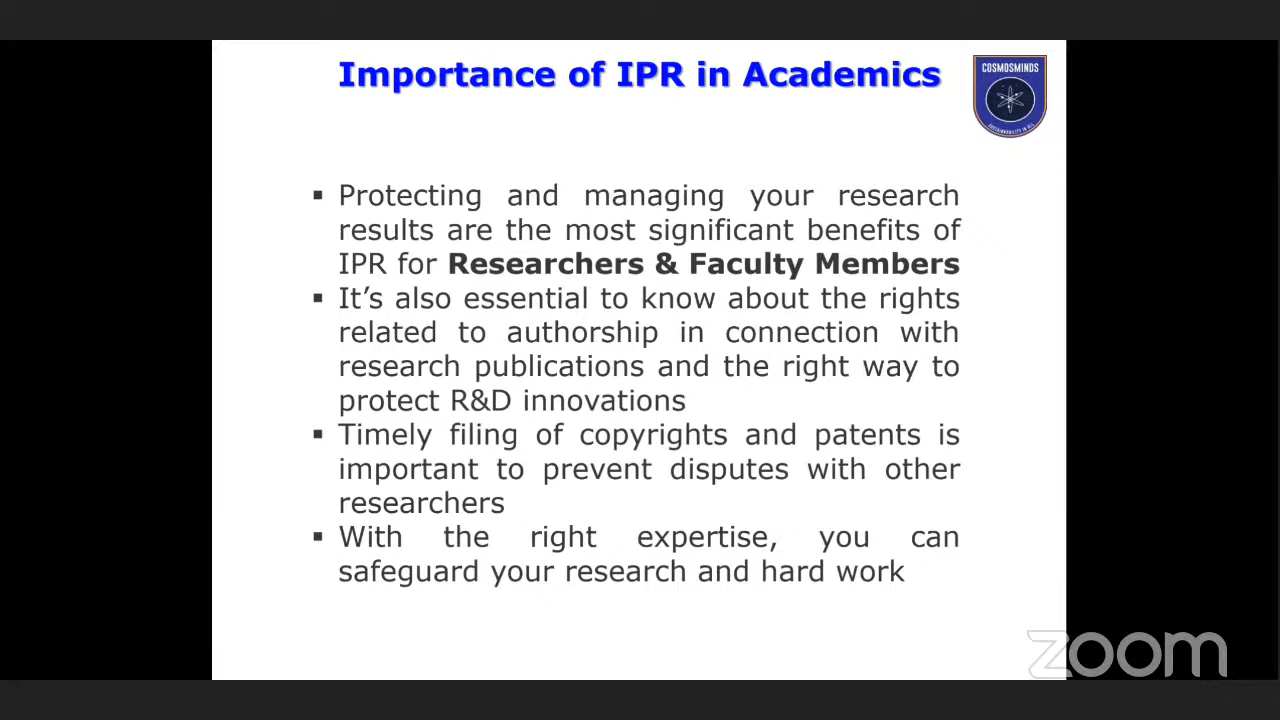 Importance of IPR in Academics
COSMOSMINDS
SUSTAINABILITY IN ALL
▪ Protecting and managing your research
results are the most significant benefits of
IPR for Researchers & Faculty Members
▪ It’s also essential to know about the rights
related to authorship in connection with
research publications and the right way to
protect R&D innovations
▪ Timely filing of copyrights and patents is
important to prevent disputes with other
researchers
▪ With the right expertise, you can
safeguard your research and hard work
zoom